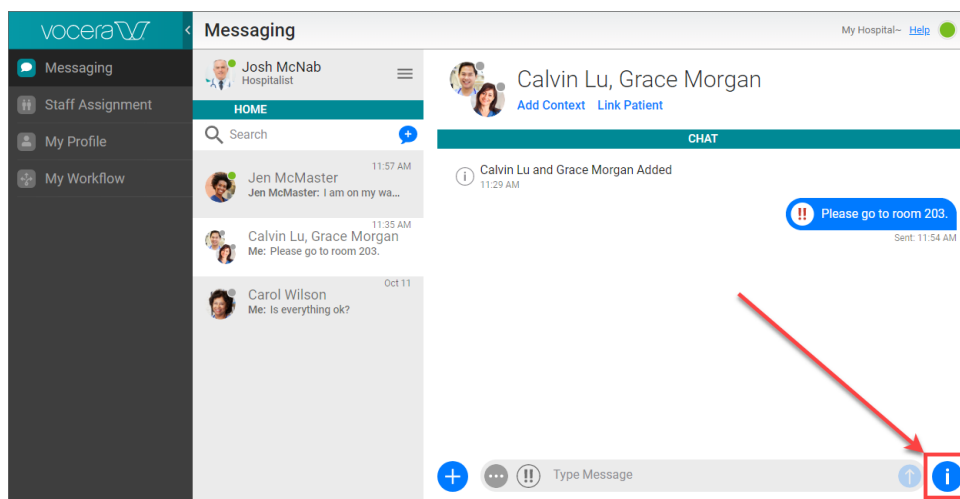 vocera
Messaging
My Hospital~ Help
Messaging
Staff Assignment
My Profile
My Workflow
Josh McNab
Hospitalist
HOME
Search
11:57 AM
Jen McMaster
Jen McMaster: I am on my wa...
11:35 AM
Calvin Lu, Grace Morgan
Me: Please go to room 203.
Oct 11
Carol Wilson
Me: Is everything ok?
Calvin Lu, Grace Morgan
Add Context Link Patient
CHAT
Calvin Lu and Grace Morgan Added
11:29 AM
!! Please go to room 203.
Sent: 11:54 AM
!! Type Message
i